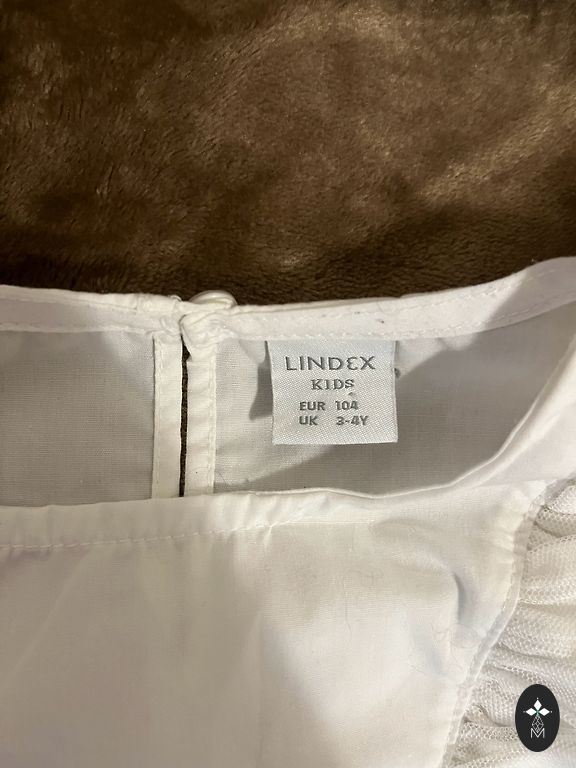 LINDEX
KIDS
EUR 104
UK 3-4Y
M